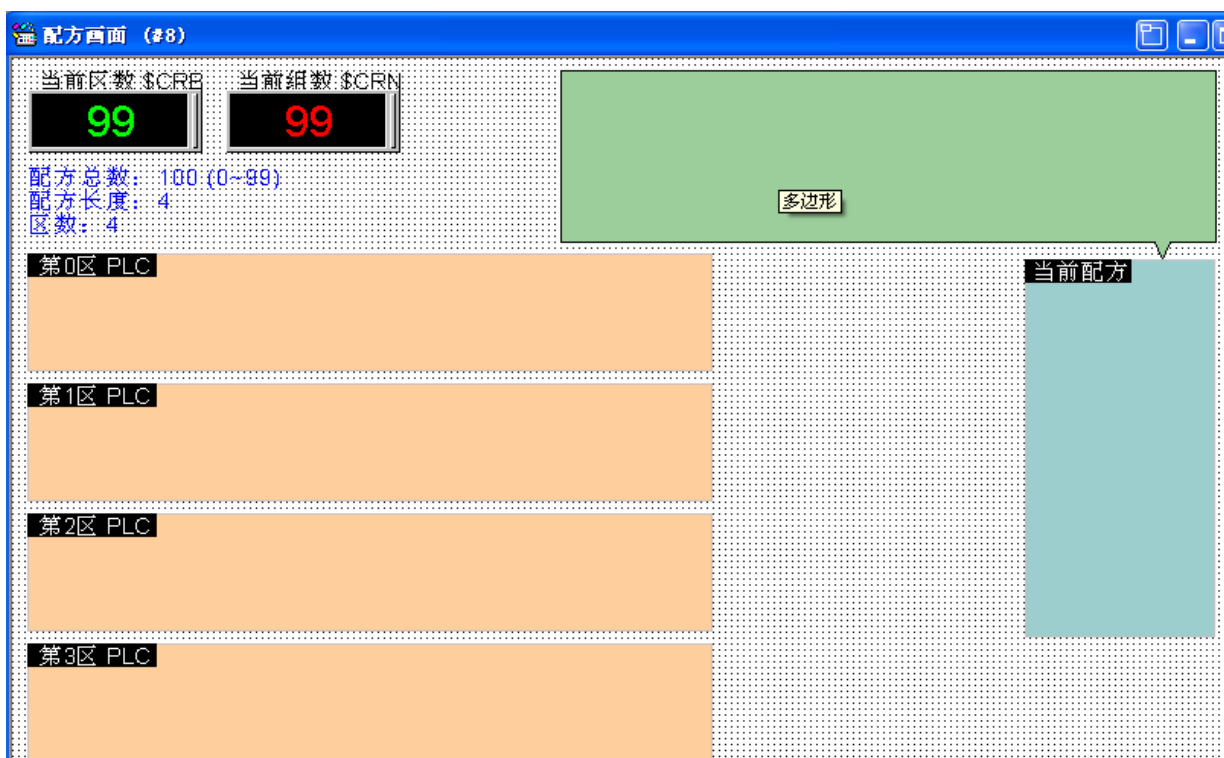 配方画面 (#8)
当前区数 $CRB 当前组数 $CRN
99 99
配方总数: 100 (0~99)
配方长度: 4
区数: 4
多边形
第0区 PLC
当前配方
第1区 PLC
第2区 PLC
第3区 PLC